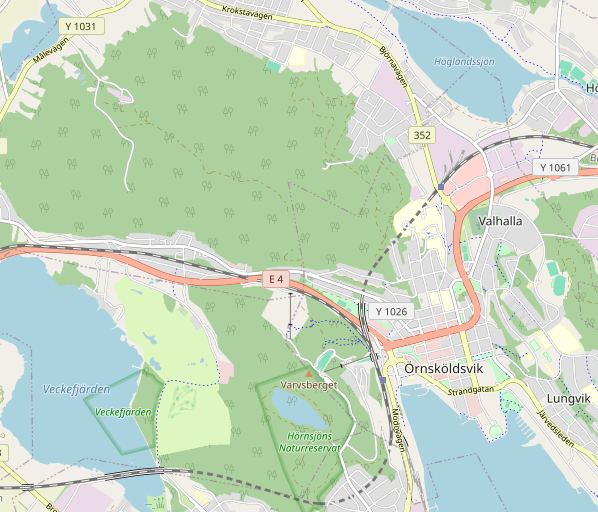 Krokstavägen
Y 1031
Målevägen
Björnavägen
Höglandssjön
352
Y 1061
Valhalla
E 4
Y 1026
Örnsköldsvik
Varvsberget
Veckefjärden
Veckefjärden
Strandgatan
Lungvik
Modovägen
Järvedsleden
Hörnsjöns
Naturreservat